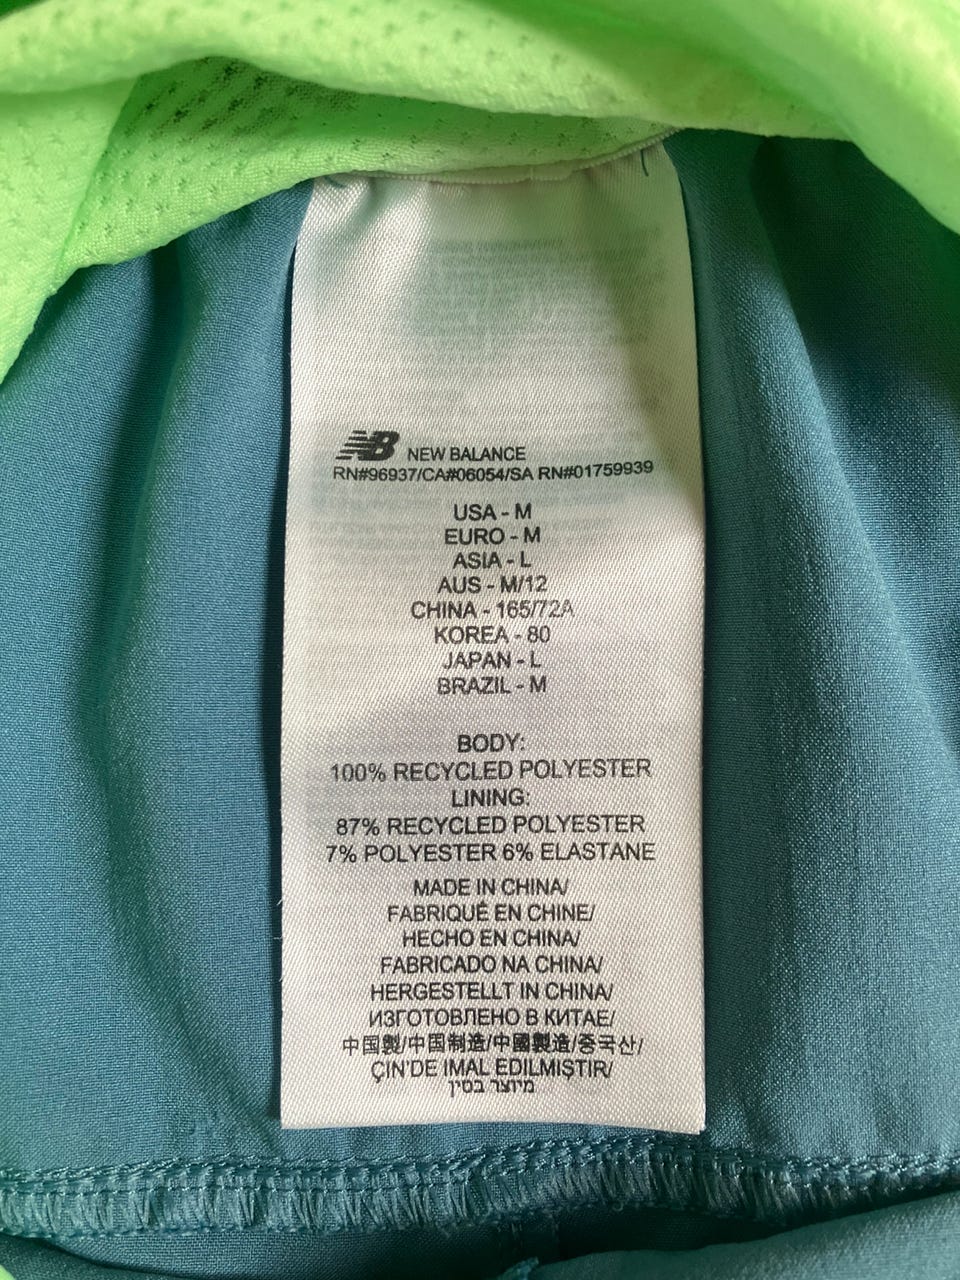 NB NEW BALANCE
RN#96937/CA#06054/SA RN#01759939
USA - M
EURO - M
ASIA - L
AUS - M/12
CHINA - 165/72A
KOREA - 80
JAPAN - L
BRAZIL - M
BODY:
100% RECYCLED POLYESTER
LINING:
87% RECYCLED POLYESTER
7% POLYESTER 6% ELASTANE
MADE IN CHINA/
FABRIQUÉ EN CHINE/
HECHO EN CHINA/
FABRICADO NA CHINA/
HERGESTELLT IN CHINA/
ИЗГОТОВЛЕНО В КИТАЕ/
中国製/中国制造/中國製造/중국산/
ÇIN'DE IMAL EDILMIŞTIR/
מיוצר בסין